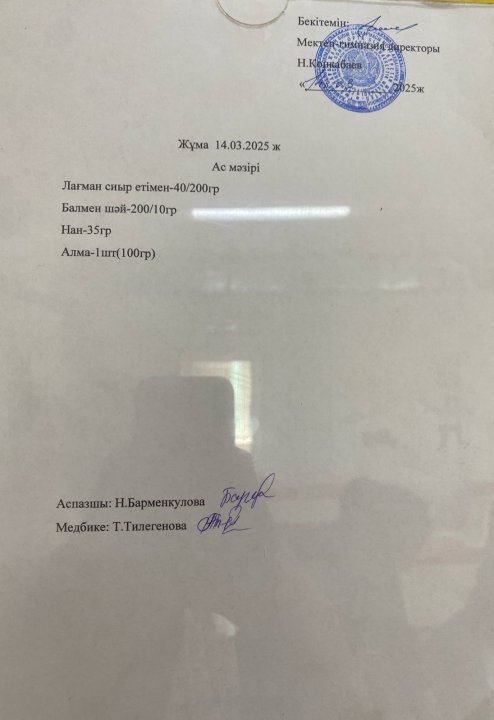 Бекітемін:
Мектеп-гимназия директоры
Н.Коркабаев
« 2025ж
Жұма 14.03.2025 ж
Ас мәзірі
Лағман сиыр етімен-40/200гр
Балмен шәй-200/10гр
Нан-35гр
Алма-1шт(100гр)
Аспазшы: Н.Барменкулова
Медбике: Т.Тилегенова